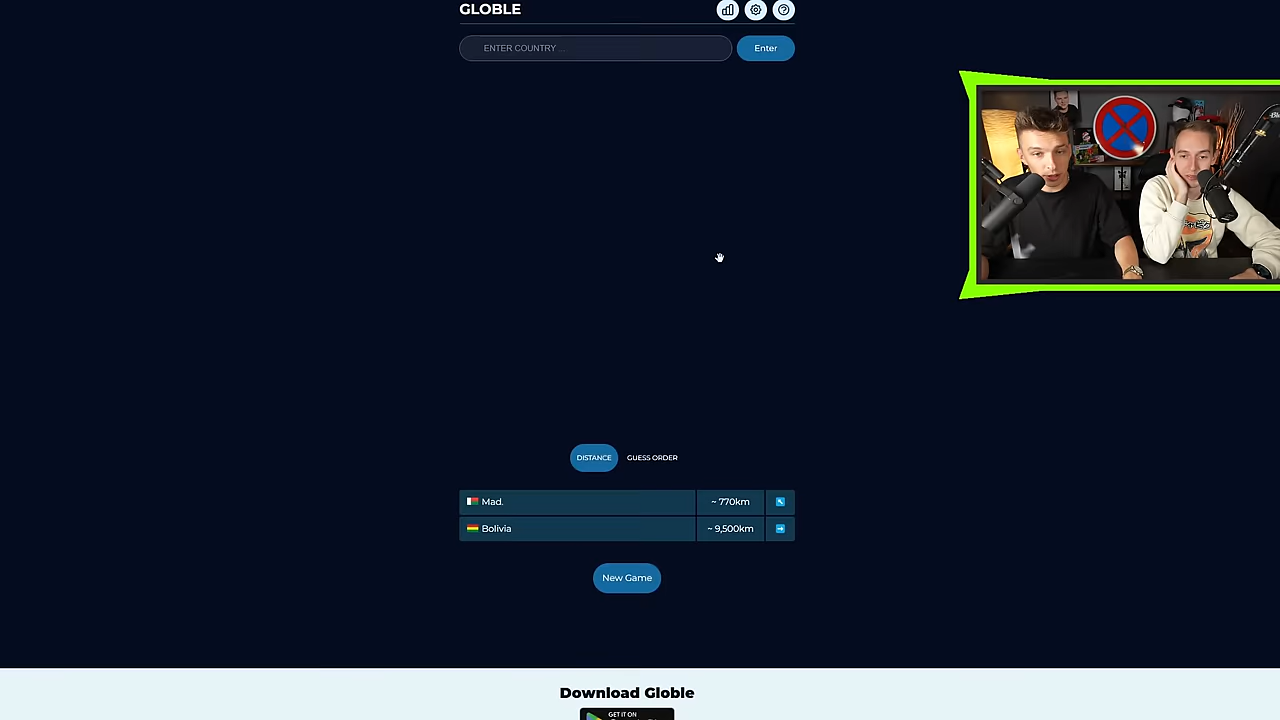 GLOBLE
ENTER COUNTRY ...
Enter
DISTANCE
GUESS ORDER
Mad.
~ 770km
Bolivia
~ 9,500km
New Game
Download Globle
GET IT ON